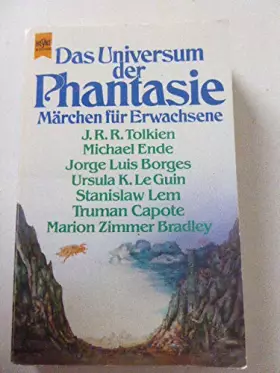 HEYNE
Das Universum
der
Phantasie
Märchen für Erwachsene
J. R. R. Tolkien
Michael Ende
Jorge Luis Borges
Ursula K. Le Guin
Stanislaw Lem
Truman Capote
Marion Zimmer Bradley